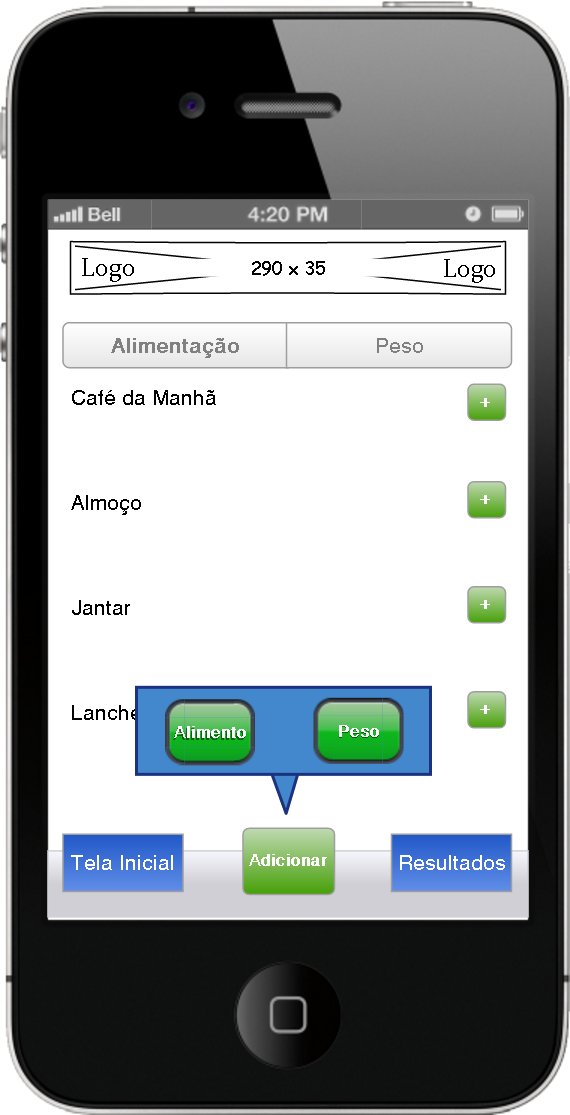 Bell 4:20 PM
Logo 290 x 35 Logo
Alimentação Peso
Café da Manhã +
Almoço +
Jantar +
Lanche +
Alimento Peso
Tela Inicial Adicionar Resultados